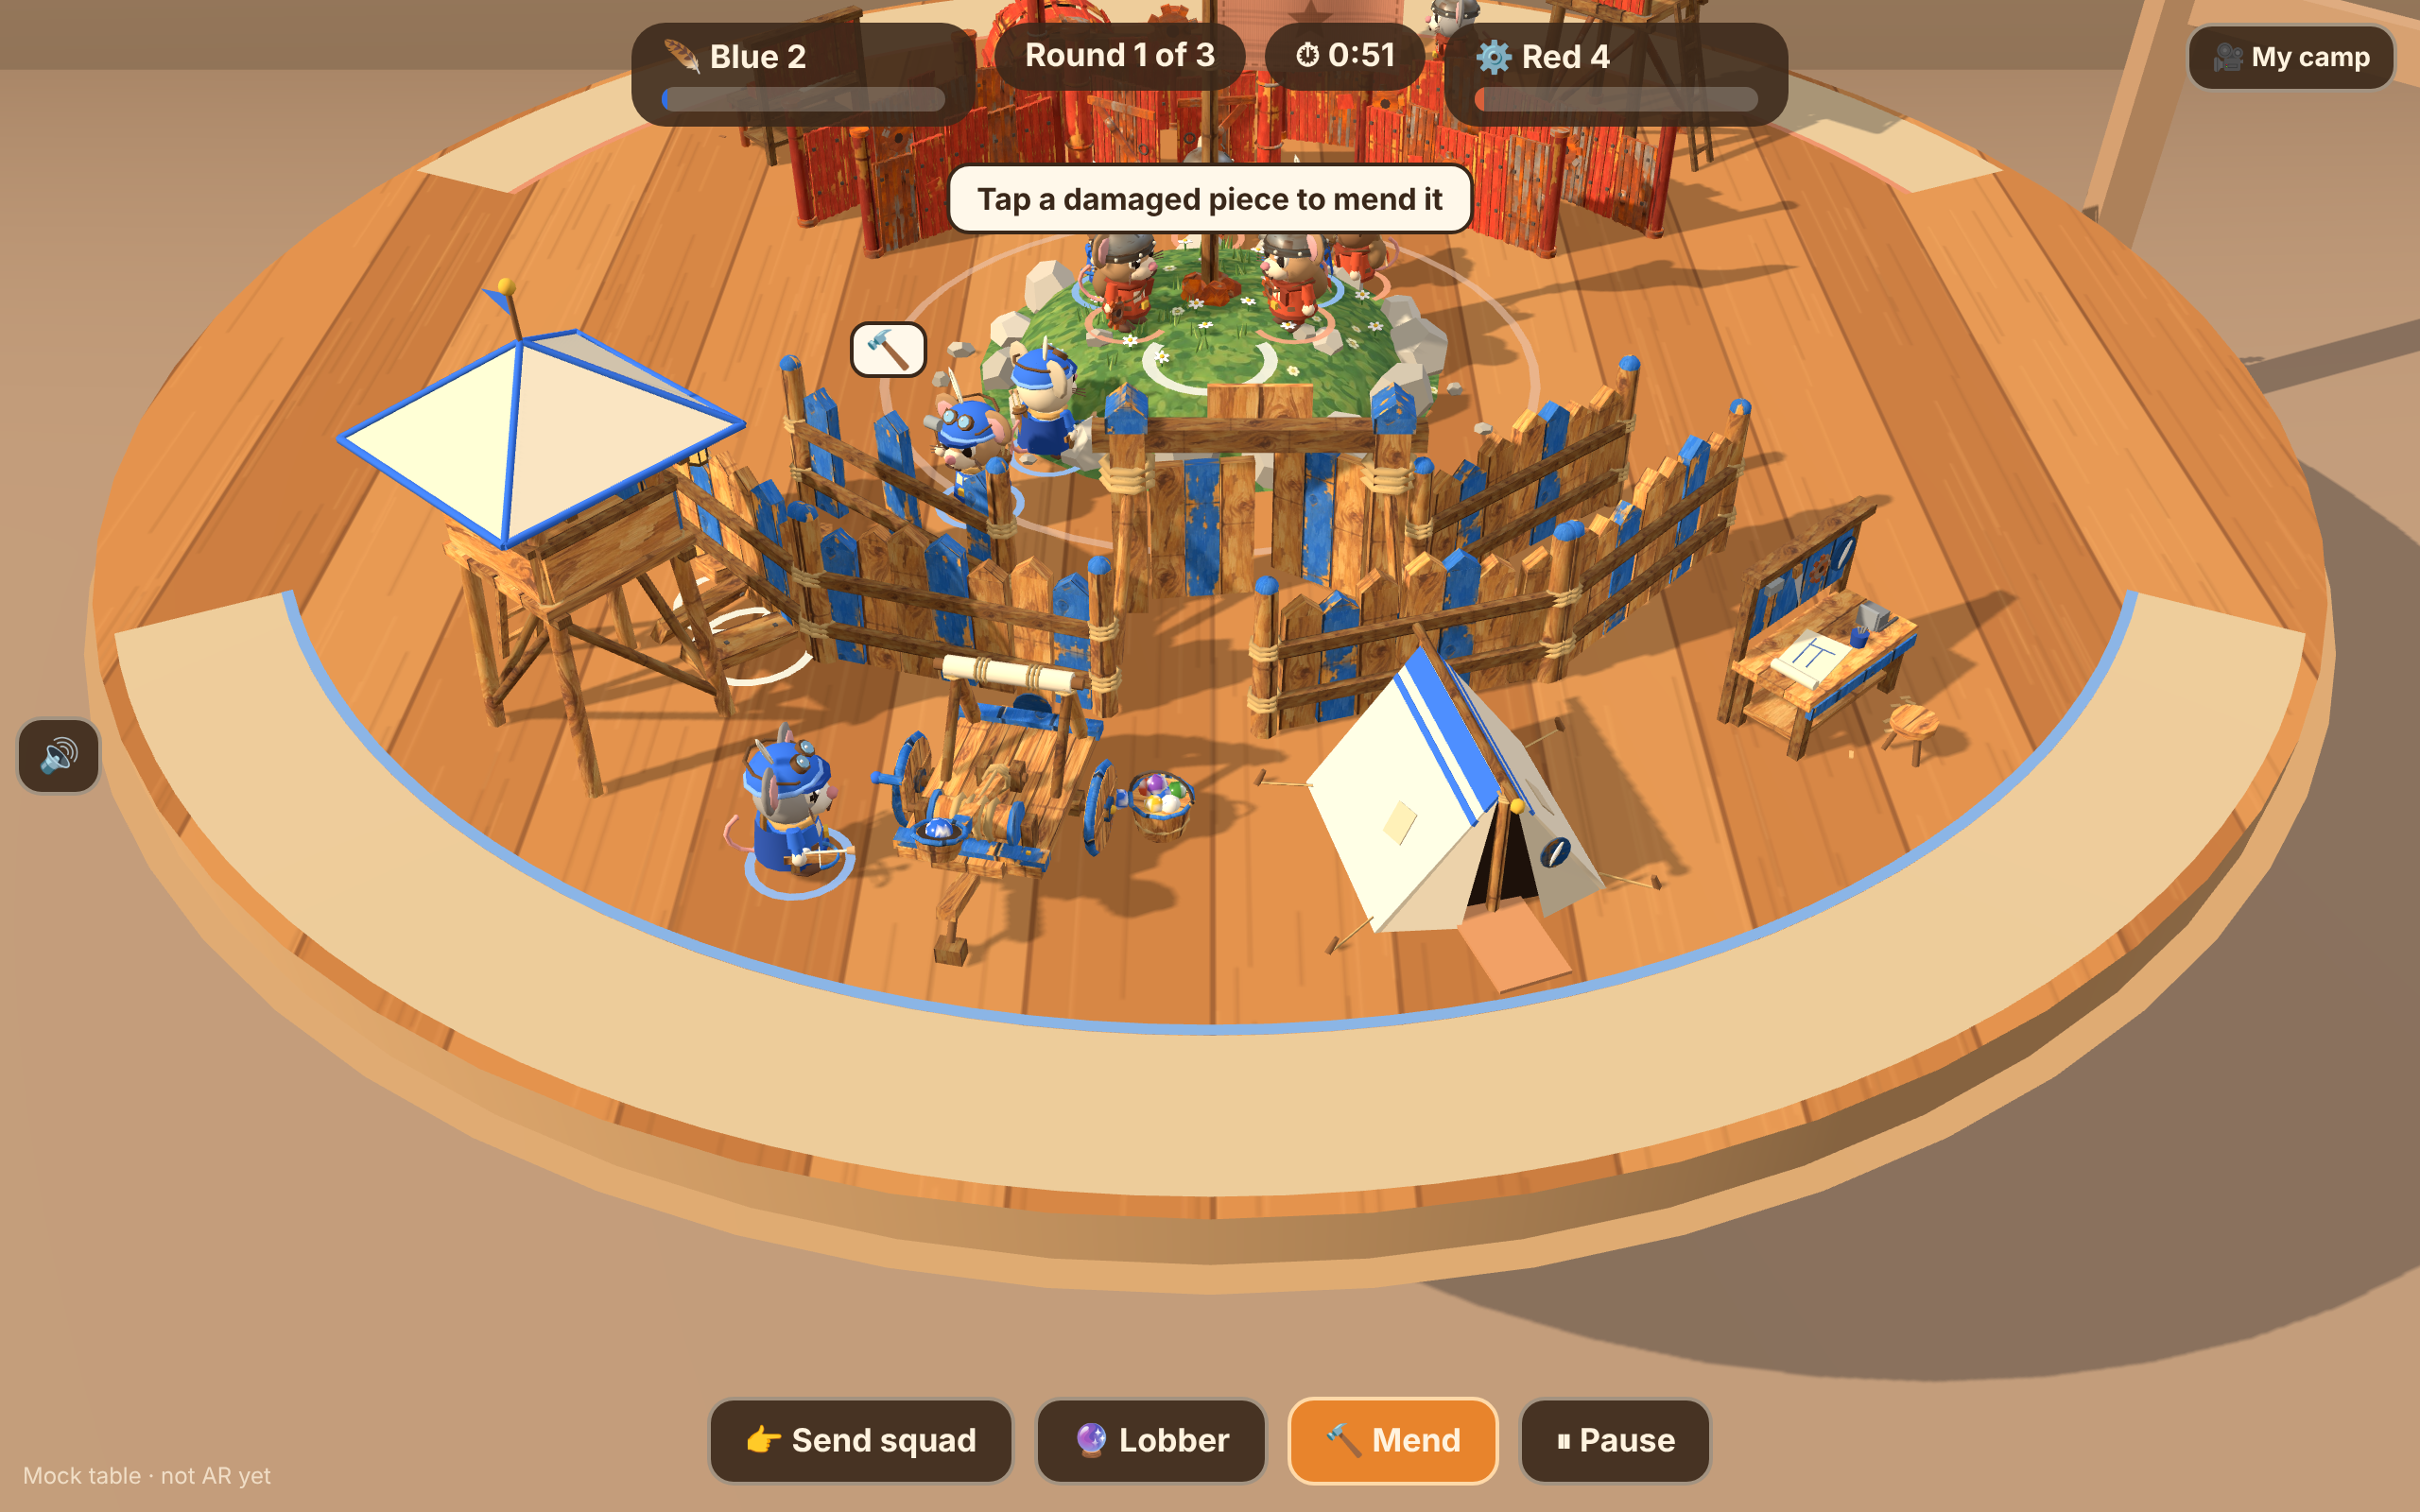 Blue 2
Round 1 of 3
0:51
Red 4
My camp
Tap a damaged piece to mend it
Send squad
Lobber
Mend
Pause
Mock table · not AR yet